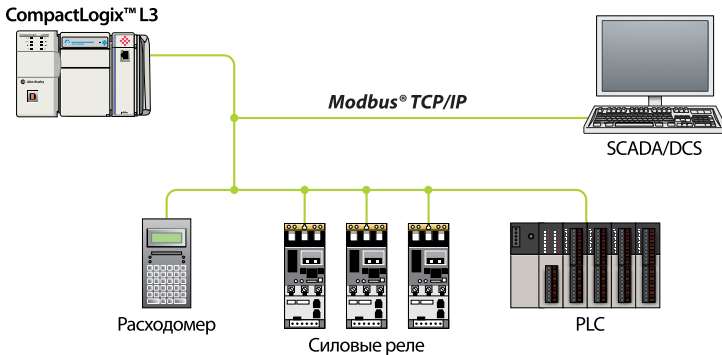 CompactLogix™ L3
Modbus® TCP/IP
SCADA/DCS
Расходомер
Силовые реле
PLC